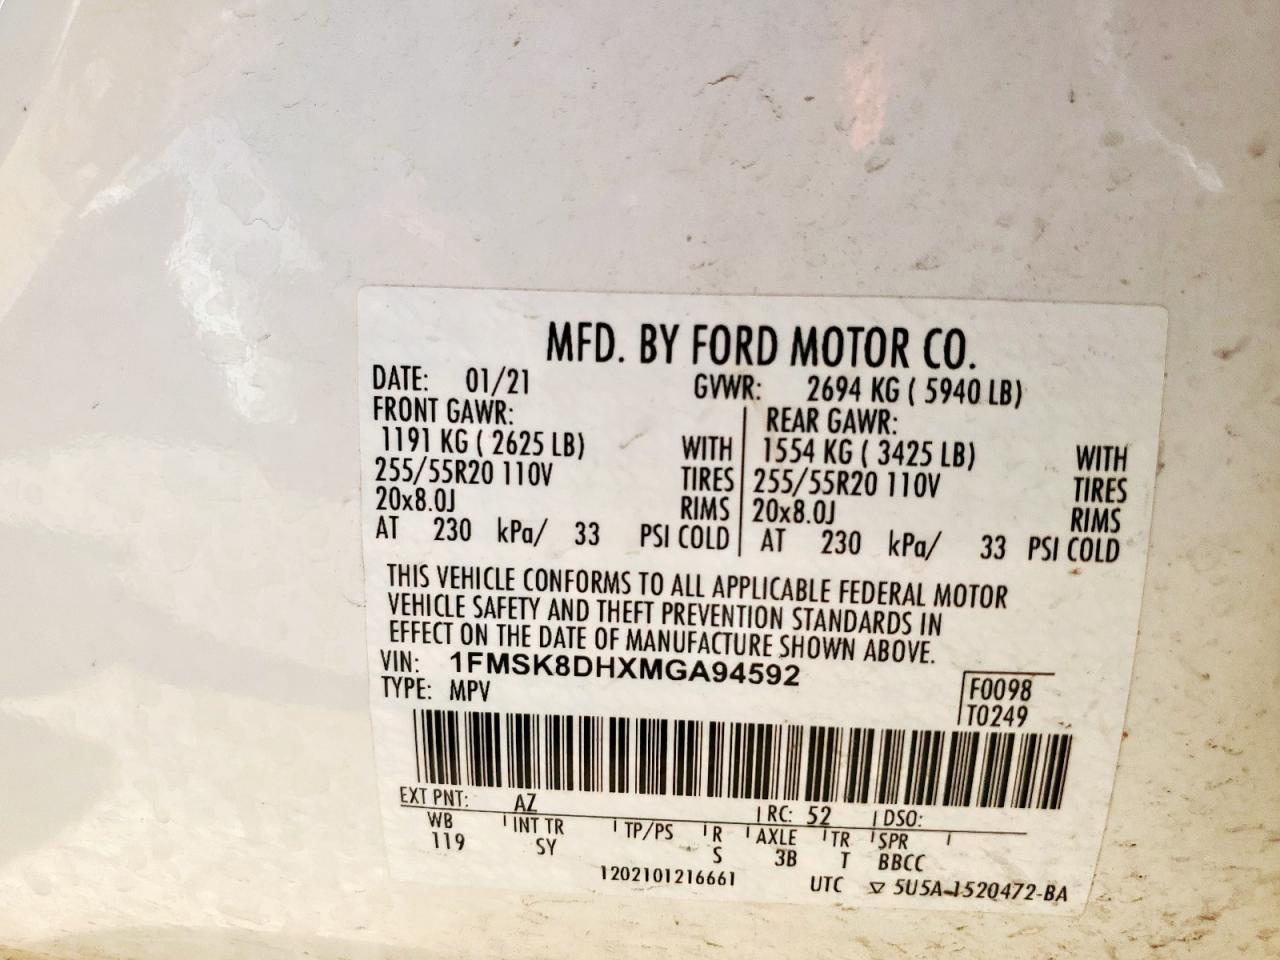 MFD. BY FORD MOTOR CO.
DATE: 01/21 GVWR: 2694 KG ( 5940 LB)
FRONT GAWR: REAR GAWR:
1191 KG ( 2625 LB) WITH 1554 KG ( 3425 LB) WITH
255/55R20 110V TIRES 255/55R20 110V TIRES
20x8.0J RIMS 20x8.0J RIMS
AT 230 kPa/ 33 PSI COLD AT 230 kPa/ 33 PSI COLD
THIS VEHICLE CONFORMS TO ALL APPLICABLE FEDERAL MOTOR
VEHICLE SAFETY AND THEFT PREVENTION STANDARDS IN
EFFECT ON THE DATE OF MANUFACTURE SHOWN ABOVE.
VIN: 1FMSK8DHXMGA94592 F0098
TYPE: MPV T0249
EXT PNT: AZ RC: 52 DSO:
WB INT TR TP/PS R AXLE TR SPR
119 SY S 3B T BBCC
1202101216661 UTC ▽ 5U5A-1520472-BA